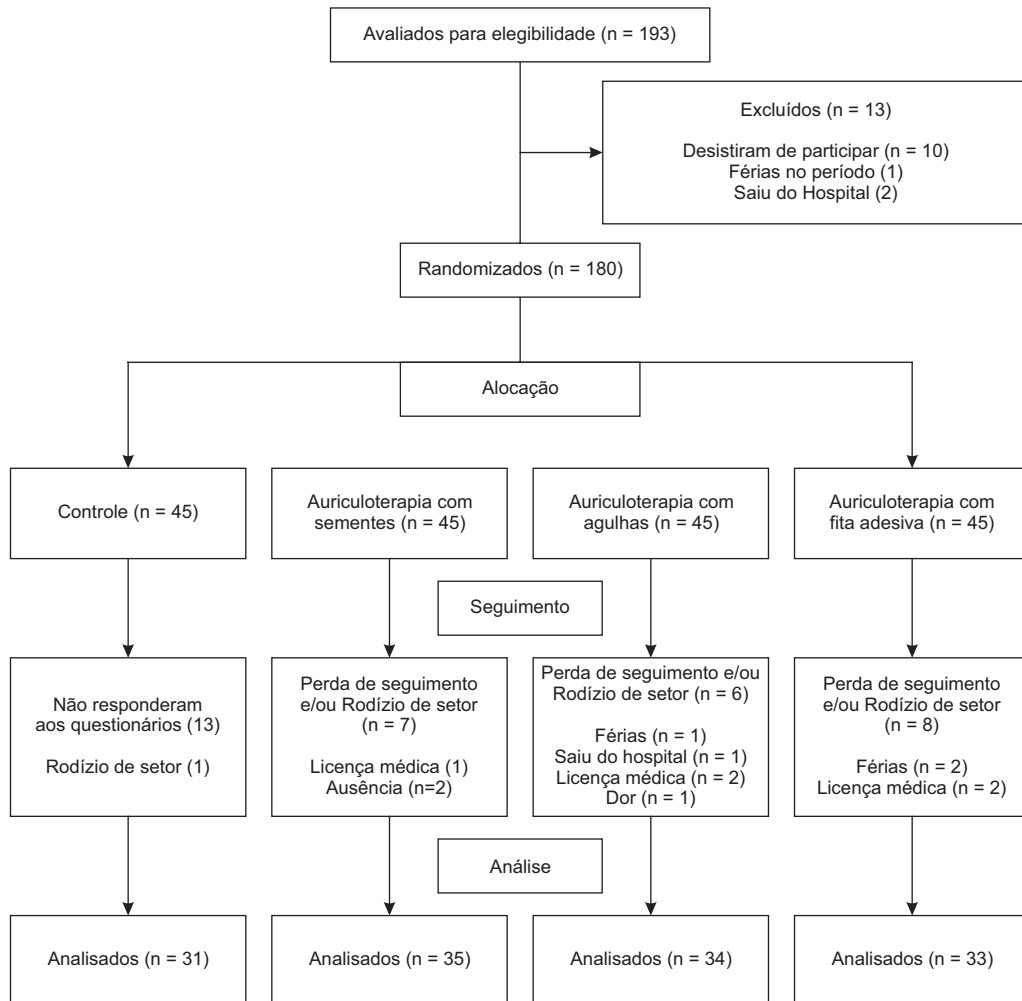 Avaliados para elegibilidade (n = 193)
Excluídos (n = 13)
Desistiram de participar (n = 10)
Férias no período (1)
Saiu do Hospital (2)
Randomizados (n = 180)
Alocação
Controle (n = 45)
Auriculoterapia com
sementes (n = 45)
Auriculoterapia com
agulhas (n = 45)
Auriculoterapia com
fita adesiva (n = 45)
Seguimento
Não responderam
aos questionários (13)
Rodízio de setor (1)
Perda de seguimento
e/ou Rodízio de setor
(n = 7)
Licença médica (1)
Ausência (n=2)
Perda de seguimento e/ou
Rodízio de setor (n = 6)
Férias (n = 1)
Saiu do hospital (n = 1)
Licença médica (n = 2)
Dor (n = 1)
Perda de seguimento
e/ou Rodízio de setor
(n = 8)
Férias (n = 2)
Licença médica (n = 2)
Análise
Analisados (n = 31)
Analisados (n = 35)
Analisados (n = 34)
Analisados (n = 33)